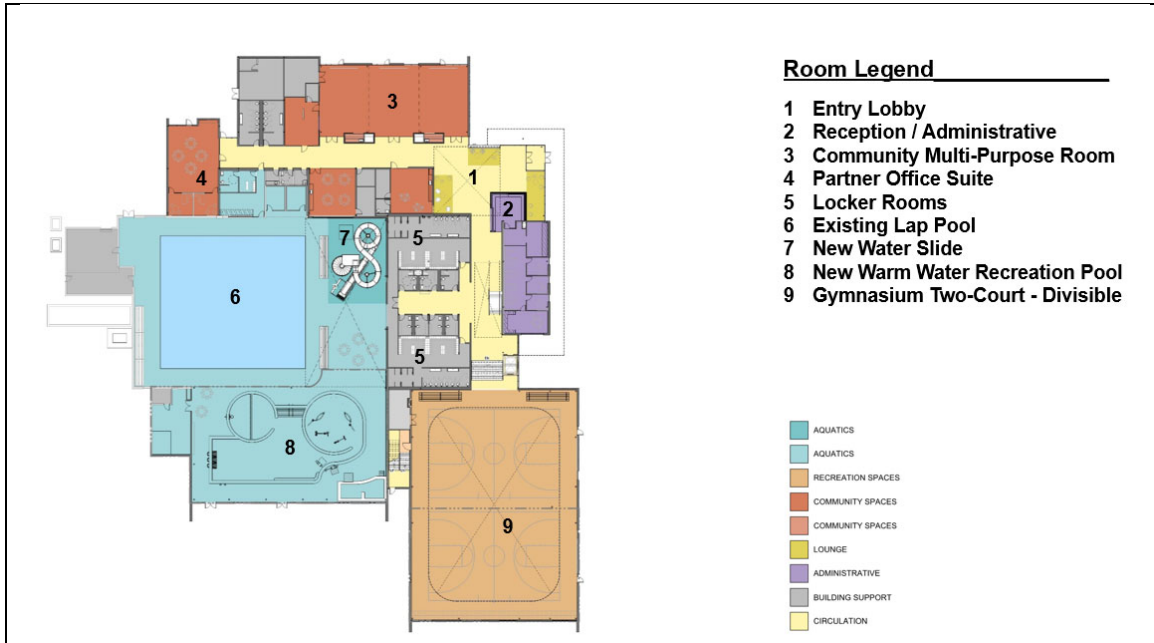 3
4
1
2
7
5
6
5
8
9
Room Legend
1 Entry Lobby
2 Reception / Administrative
3 Community Multi-Purpose Room
4 Partner Office Suite
5 Locker Rooms
6 Existing Lap Pool
7 New Water Slide
8 New Warm Water Recreation Pool
9 Gymnasium Two-Court - Divisible
AQUATICS
AQUATICS
RECREATION SPACES
COMMUNITY SPACES
COMMUNITY SPACES
LOUNGE
ADMINISTRATIVE
BUILDING SUPPORT
CIRCULATION